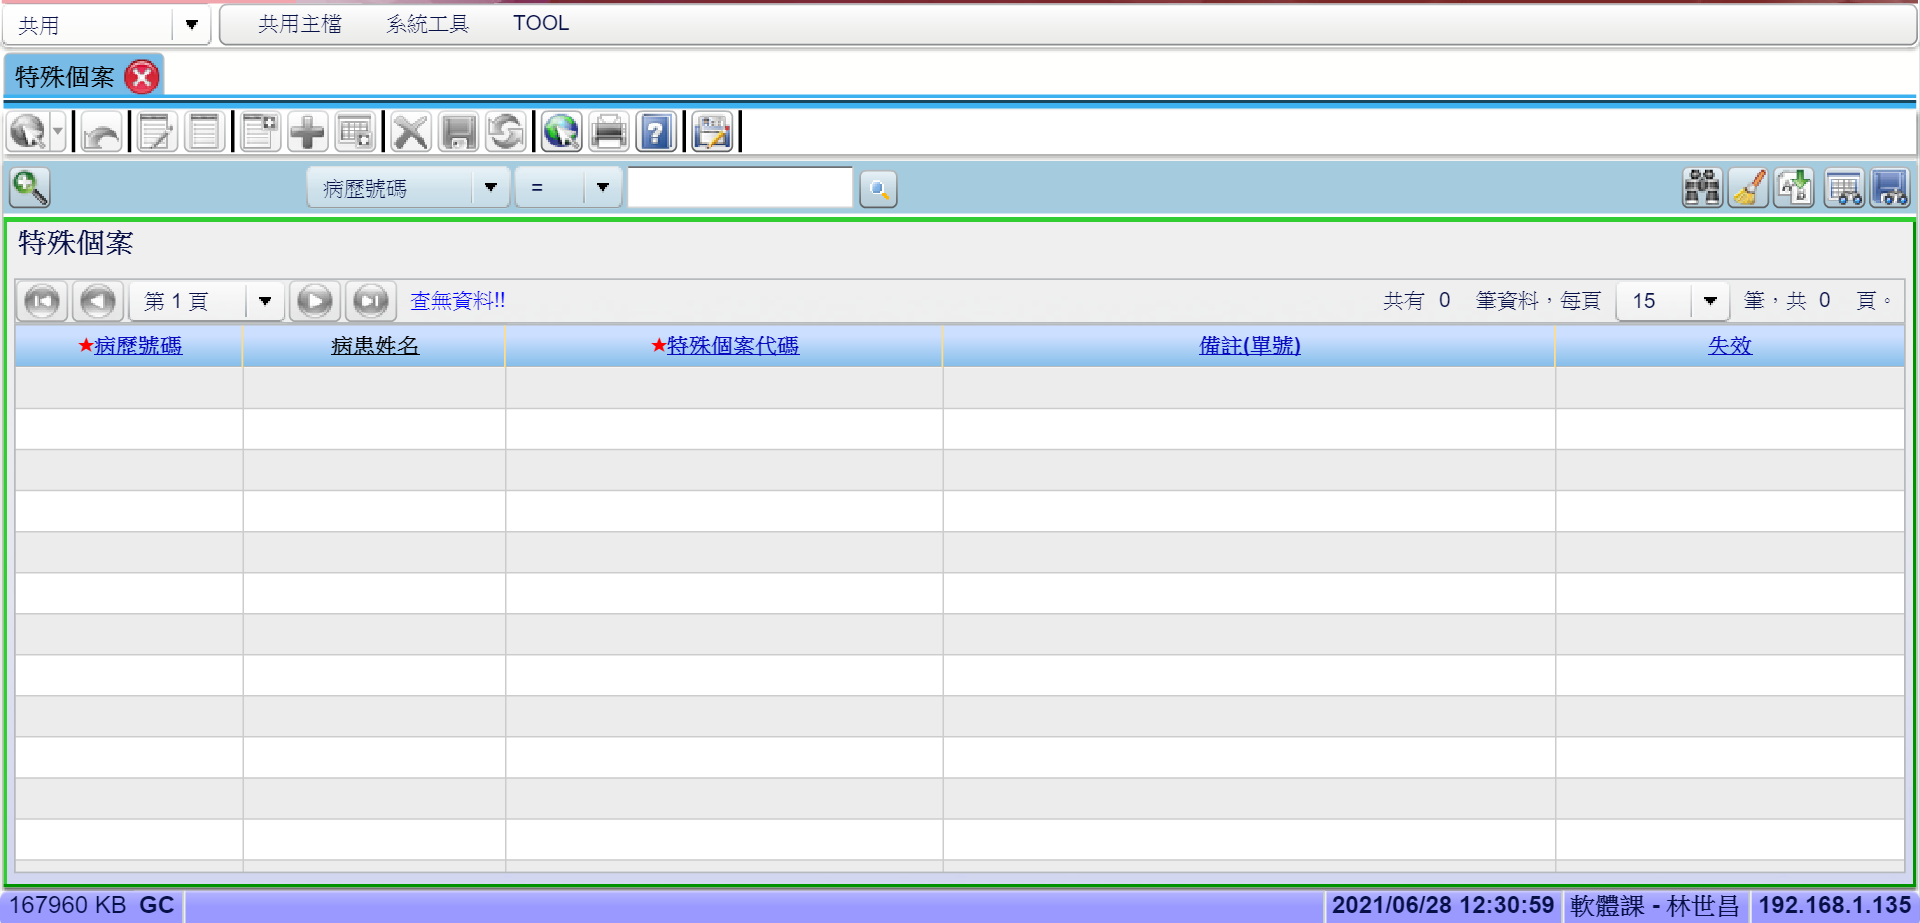 共用 共用主檔 系統工具 TOOL
特殊個案
病歷號碼 =
特殊個案
第 1 頁 查無資料!! 共有 0 筆資料，每頁 15 筆，共 0 頁。
★病歷號碼 病患姓名 ★特殊個案代碼 備註(單號) 失效
167960 KB GC 2021/06/28 12:30:59 軟體課 - 林世昌 192.168.1.135